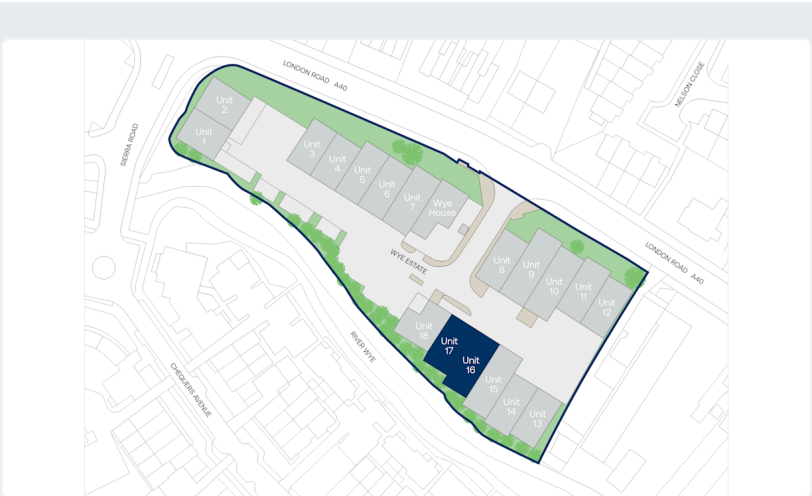 LONDON ROAD A40
NELSON CLOSE
SIERRA ROAD
Unit
2
Unit
1
Unit
3
Unit
4
Unit
5
Unit
6
Unit
7
Wye
House
WYE ESTATE
Unit
8
Unit
9
Unit
10
Unit
11
Unit
12
LONDON ROAD A40
Unit
18
Unit
17
Unit
16
Unit
15
Unit
14
Unit
13
RIVER WYE
CHEQUERS AVENUE